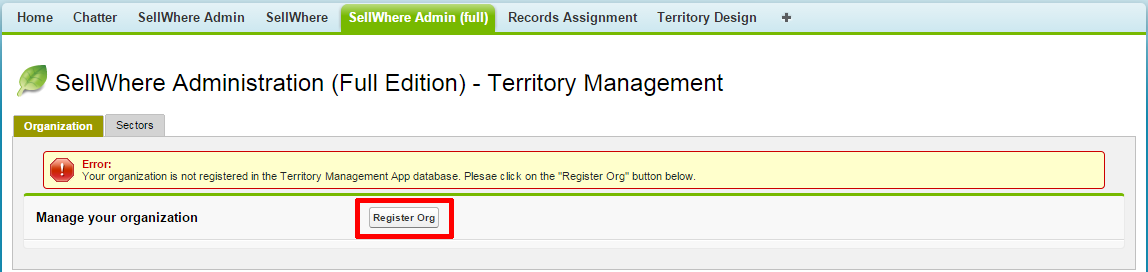 Home Chatter SellWhere Admin SellWhere SellWhere Admin (full) Records Assignment Territory Design +
SellWhere Administration (Full Edition) - Territory Management
Organization Sectors
Error:
Your organization is not registered in the Territory Management App database. Plesae click on the "Register Org" button below.
Manage your organization Register Org